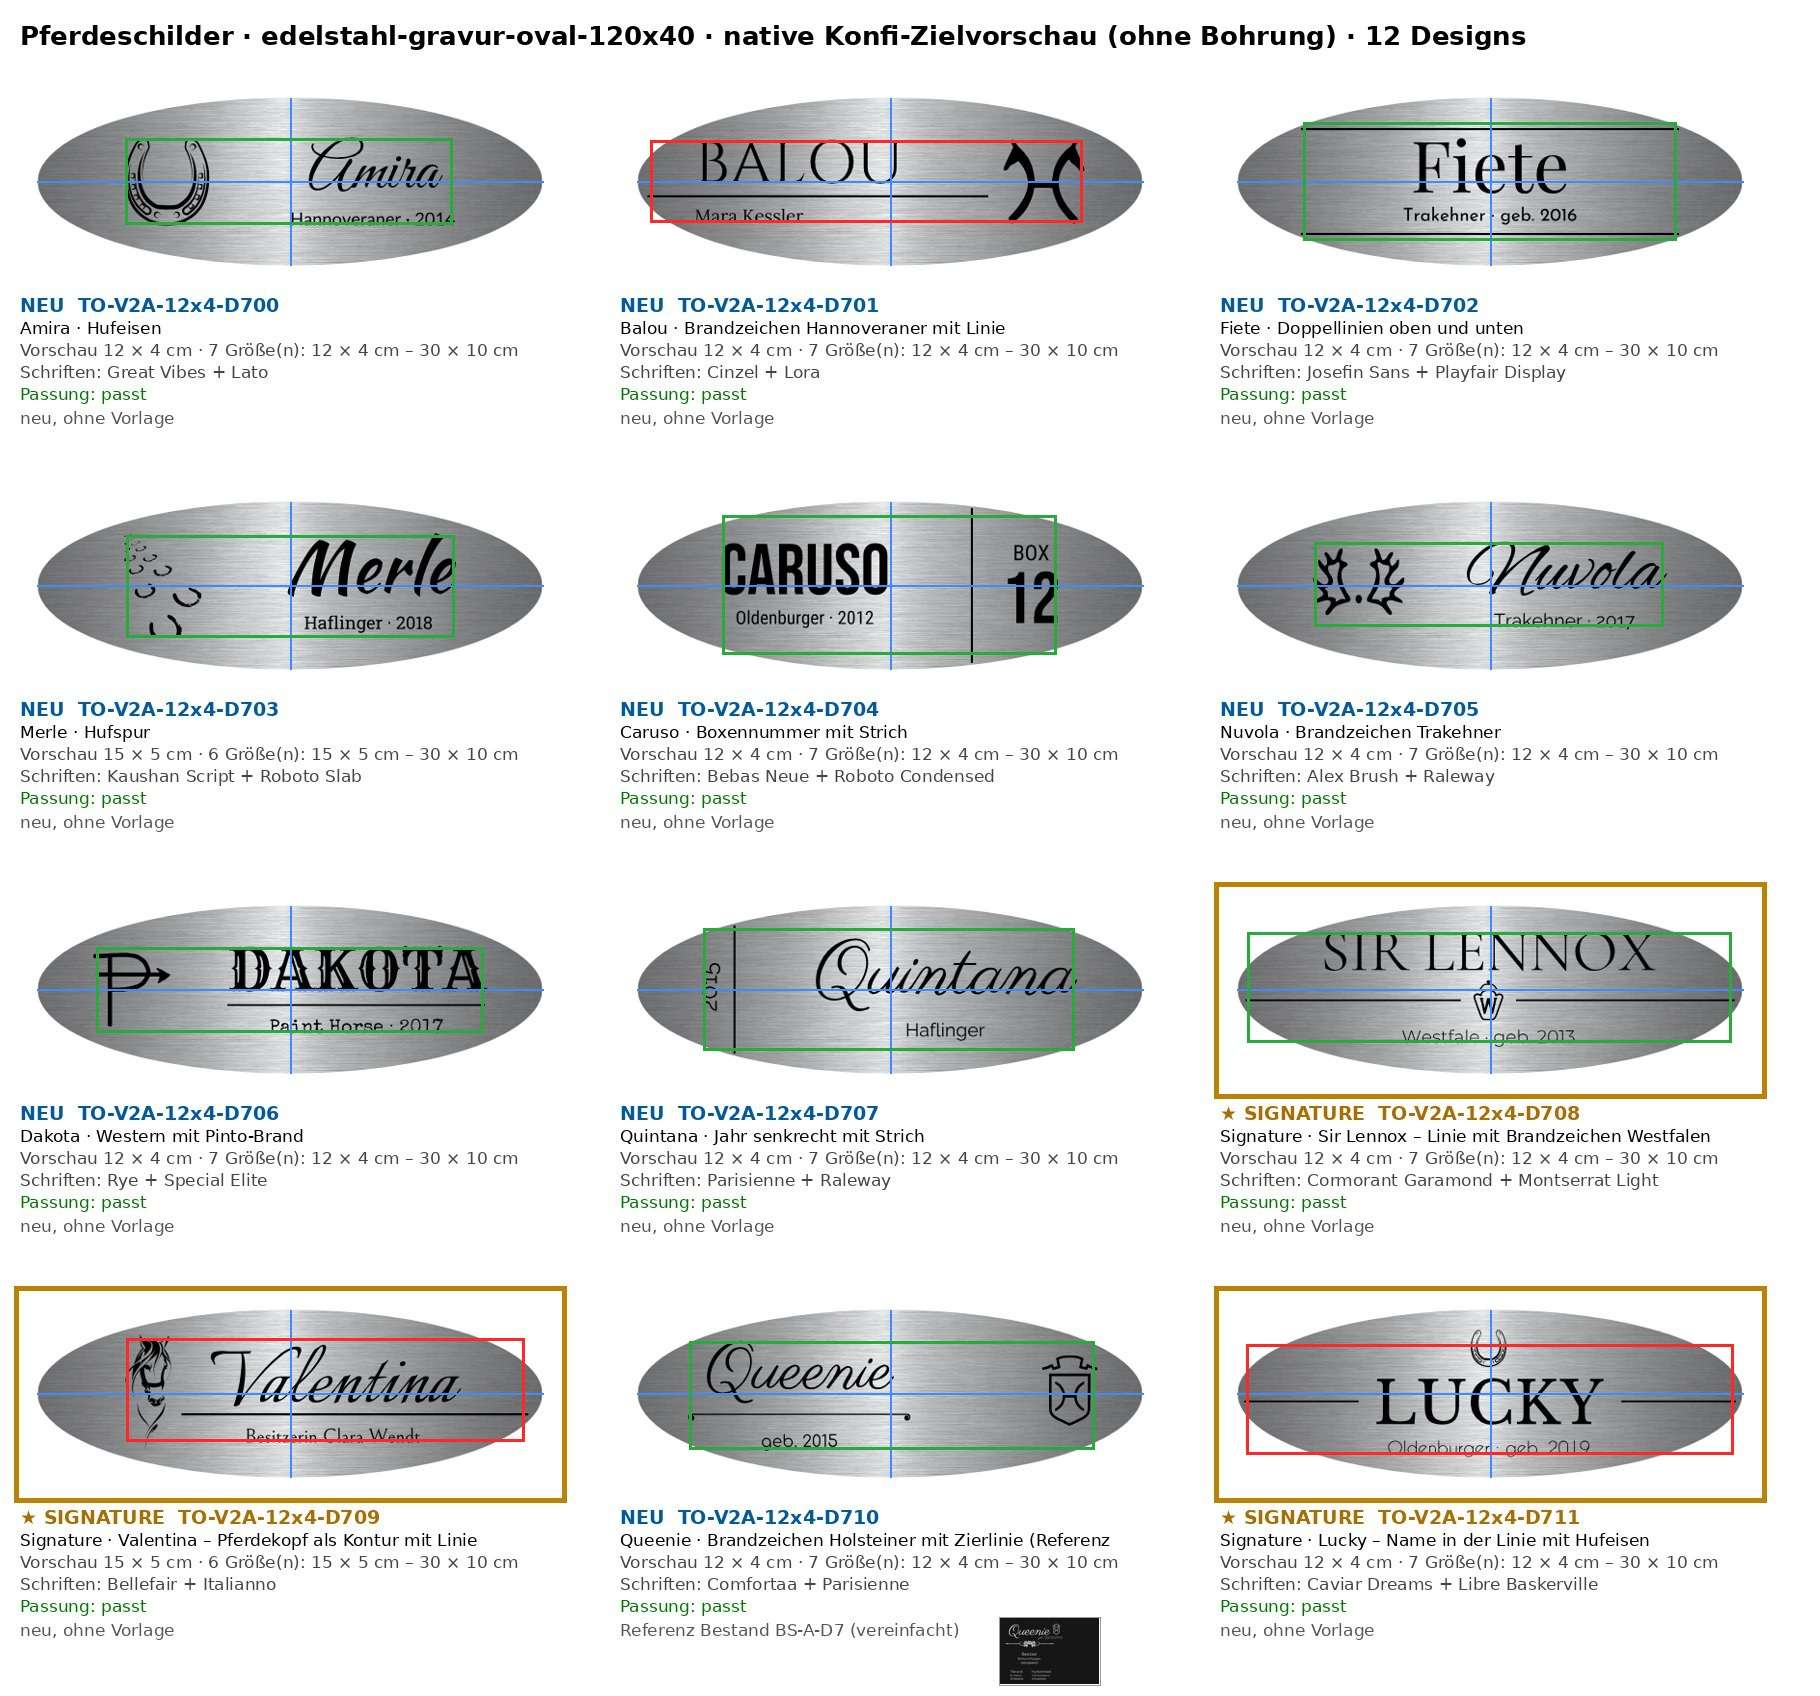 Pferdeschilder · edelstahl-gravur-oval-120x40 · native Konfi-Zielvorschau (ohne Bohrung) · 12 Designs
Amira
Hannoveraner · 2014
NEU TO-V2A-12x4-D700
Amira · Hufeisen
Vorschau 12 × 4 cm · 7 Größe(n): 12 × 4 cm – 30 × 10 cm
Schriften: Great Vibes + Lato
Passung: passt
neu, ohne Vorlage
BALOU
Mara Kessler
NEU TO-V2A-12x4-D701
Balou · Brandzeichen Hannoveraner mit Linie
Vorschau 12 × 4 cm · 7 Größe(n): 12 × 4 cm – 30 × 10 cm
Schriften: Cinzel + Lora
Passung: passt
neu, ohne Vorlage
Fiete
Trakehner · geb. 2016
NEU TO-V2A-12x4-D702
Fiete · Doppellinien oben und unten
Vorschau 12 × 4 cm · 7 Größe(n): 12 × 4 cm – 30 × 10 cm
Schriften: Josefin Sans + Playfair Display
Passung: passt
neu, ohne Vorlage
Merle
Haflinger · 2018
NEU TO-V2A-12x4-D703
Merle · Hufspur
Vorschau 15 × 5 cm · 6 Größe(n): 15 × 5 cm – 30 × 10 cm
Schriften: Kaushan Script + Roboto Slab
Passung: passt
neu, ohne Vorlage
CARUSO
Oldenburger · 2012
BOX
12
NEU TO-V2A-12x4-D704
Caruso · Boxennummer mit Strich
Vorschau 12 × 4 cm · 7 Größe(n): 12 × 4 cm – 30 × 10 cm
Schriften: Bebas Neue + Roboto Condensed
Passung: passt
neu, ohne Vorlage
Nuvola
Trakehner · 2017
NEU TO-V2A-12x4-D705
Nuvola · Brandzeichen Trakehner
Vorschau 12 × 4 cm · 7 Größe(n): 12 × 4 cm – 30 × 10 cm
Schriften: Alex Brush + Raleway
Passung: passt
neu, ohne Vorlage
DAKOTA
Paint Horse · 2017
NEU TO-V2A-12x4-D706
Dakota · Western mit Pinto-Brand
Vorschau 12 × 4 cm · 7 Größe(n): 12 × 4 cm – 30 × 10 cm
Schriften: Rye + Special Elite
Passung: passt
neu, ohne Vorlage
2015
Quintana
Haflinger
NEU TO-V2A-12x4-D707
Quintana · Jahr senkrecht mit Strich
Vorschau 12 × 4 cm · 7 Größe(n): 12 × 4 cm – 30 × 10 cm
Schriften: Parisienne + Raleway
Passung: passt
neu, ohne Vorlage
SIR LENNOX
W
Westfale · geb. 2013
★ SIGNATURE TO-V2A-12x4-D708
Signature · Sir Lennox – Linie mit Brandzeichen Westfalen
Vorschau 12 × 4 cm · 7 Größe(n): 12 × 4 cm – 30 × 10 cm
Schriften: Cormorant Garamond + Montserrat Light
Passung: passt
neu, ohne Vorlage
Valentina
Besitzerin Clara Wendt
★ SIGNATURE TO-V2A-12x4-D709
Signature · Valentina – Pferdekopf als Kontur mit Linie
Vorschau 15 × 5 cm · 6 Größe(n): 15 × 5 cm – 30 × 10 cm
Schriften: Bellefair + Italianno
Passung: passt
neu, ohne Vorlage
Queenie
geb. 2015
NEU TO-V2A-12x4-D710
Queenie · Brandzeichen Holsteiner mit Zierlinie (Referenz
Vorschau 12 × 4 cm · 7 Größe(n): 12 × 4 cm – 30 × 10 cm
Schriften: Comfortaa + Parisienne
Passung: passt
Referenz Bestand BS-A-D7 (vereinfacht)
Queenie
LUCKY
Oldenburger · geb. 2019
★ SIGNATURE TO-V2A-12x4-D711
Signature · Lucky – Name in der Linie mit Hufeisen
Vorschau 12 × 4 cm · 7 Größe(n): 12 × 4 cm – 30 × 10 cm
Schriften: Caviar Dreams + Libre Baskerville
Passung: passt
neu, ohne Vorlage